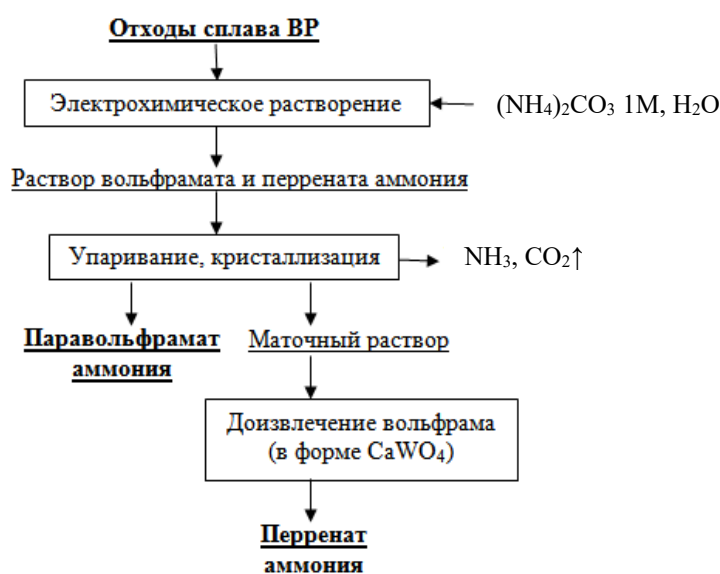 Отходы сплава ВР
Электрохимическое растворение
(NH₄)₂CO₃ 1М, H₂O
Раствор вольфрамата и перрената аммония
Упаривание, кристаллизация
NH₃, CO₂↑
Паравольфрамат
аммония
Маточный раствор
Доизвлечение вольфрама
(в форме CaWO₄)
Перренат
аммония